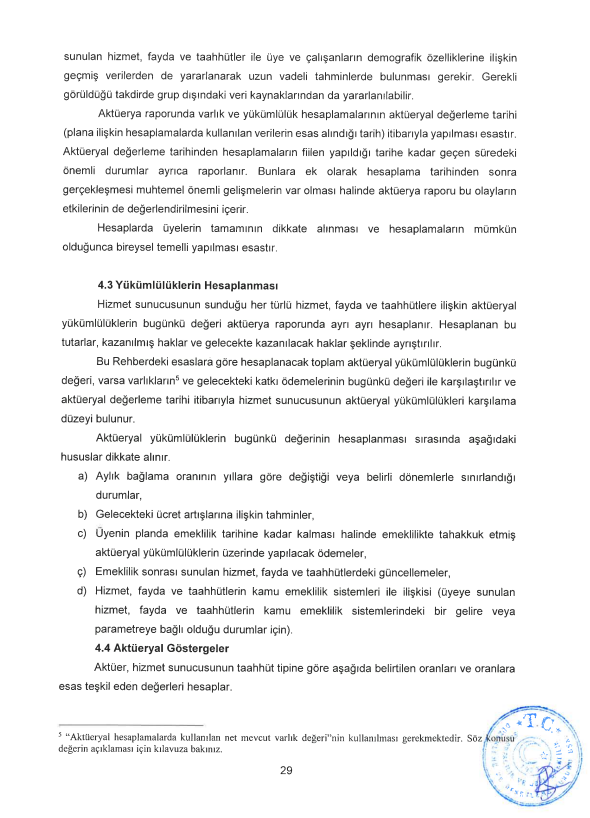 sunulan hizmet, fayda ve taahhütler ile üye ve çalışanların demografik özelliklerine ilişkin
geçmiş verilerden de yararlanarak uzun vadeli tahminlerde bulunması gerekir. Gerekli
görüldüğü takdirde grup dışındaki veri kaynaklarından da yararlanılabilir.
Aktüerya raporunda varlık ve yükümlülük hesaplamalarının aktüeryal değerleme tarihi
(plana ilişkin hesaplamalarda kullanılan verilerin esas alındığı tarih) itibarıyla yapılması esastır.
Aktüeryal değerleme tarihinden hesaplamaların fiilen yapıldığı tarihe kadar geçen süredeki
önemli durumlar ayrıca raporlanır. Bunlara ek olarak hesaplama tarihinden sonra
gerçekleşmesi muhtemel önemli gelişmelerin var olması halinde aktüerya raporu bu olayların
etkilerinin de değerlendirilmesini içerir.
Hesaplarda üyelerin tamamının dikkate alınması ve hesaplamaların mümkün
olduğunca bireysel temelli yapılması esastır.
4.3 Yükümlülüklerin Hesaplanması
Hizmet sunucusunun sunduğu her türlü hizmet, fayda ve taahhütlere ilişkin aktüeryal
yükümlülüklerin bugünkü değeri aktüerya raporunda ayrı ayrı hesaplanır. Hesaplanan bu
tutarlar, kazanılmış haklar ve gelecekte kazanılacak haklar şeklinde ayrıştırılır.
Bu Rehberdeki esaslara göre hesaplanacak toplam aktüeryal yükümlülüklerin bugünkü
değeri, varsa varlıkların⁵ ve gelecekteki katkı ödemelerinin bugünkü değeri ile karşılaştırılır ve
aktüeryal değerleme tarihi itibarıyla hizmet sunucusunun aktüeryal yükümlülükleri karşılama
düzeyi bulunur.
Aktüeryal yükümlülüklerin bugünkü değerinin hesaplanması sırasında aşağıdaki
hususlar dikkate alınır.
a) Aylık bağlama oranının yıllara göre değiştiği veya belirli dönemlerle sınırlandığı
durumlar,
b) Gelecekteki ücret artışlarına ilişkin tahminler,
c) Üyenin planda emeklilik tarihine kadar kalması halinde emeklilikte tahakkuk etmiş
aktüeryal yükümlülüklerin üzerinde yapılacak ödemeler,
ç) Emeklilik sonrası sunulan hizmet, fayda ve taahhütlerdeki güncellemeler,
d) Hizmet, fayda ve taahhütlerin kamu emeklilik sistemleri ile ilişkisi (üyeye sunulan
hizmet, fayda ve taahhütlerin kamu emeklilik sistemlerindeki bir gelire veya
parametreye bağlı olduğu durumlar için).
4.4 Aktüeryal Göstergeler
Aktüer, hizmet sunucusunun taahhüt tipine göre aşağıda belirtilen oranları ve oranlara
esas teşkil eden değerleri hesaplar.
⁵ “Aktüeryal hesaplamalarda kullanılan net mevcut varlık değeri”nin kullanılması gerekmektedir. Söz konusu
değerin açıklaması için kılavuza bakınız.
29
T.C.